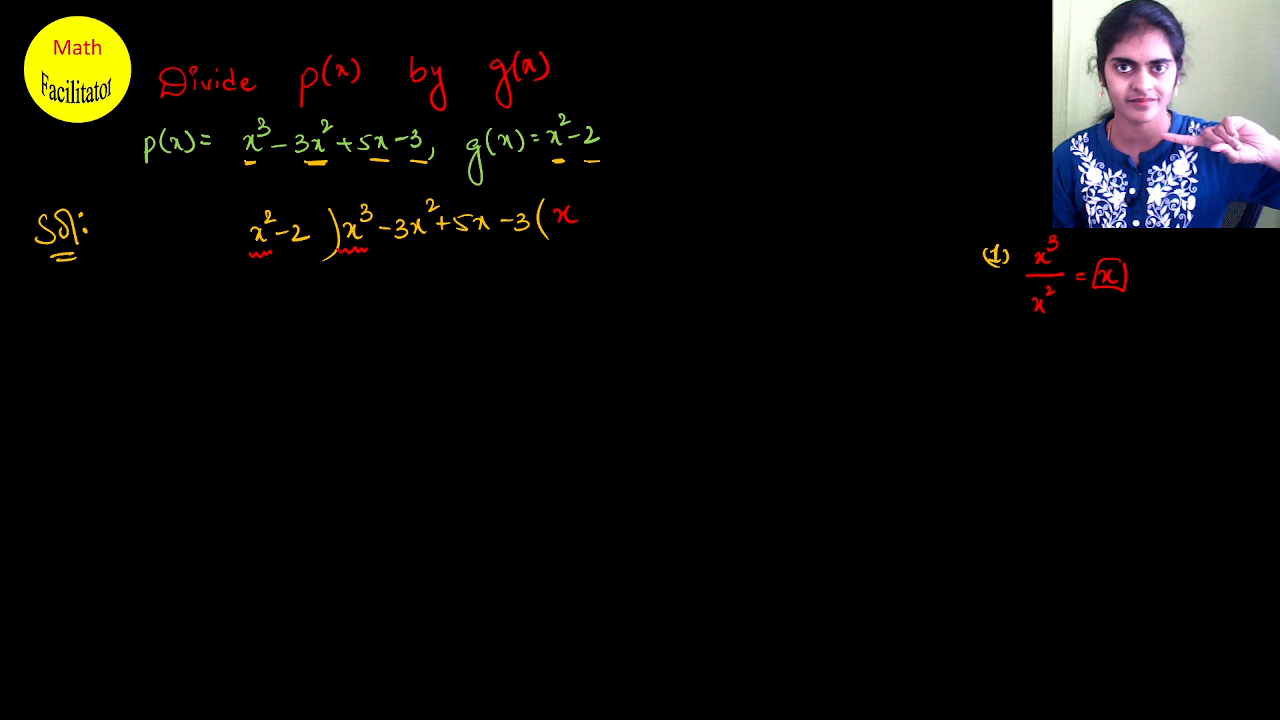 Math
Facilitator
Divide p(x) by g(x)
p(x) = x³ - 3x² + 5x - 3, g(x) = x² - 2
Sol:
x² - 2 ) x³ - 3x² + 5x - 3 ( x
(1) x³/x² = x